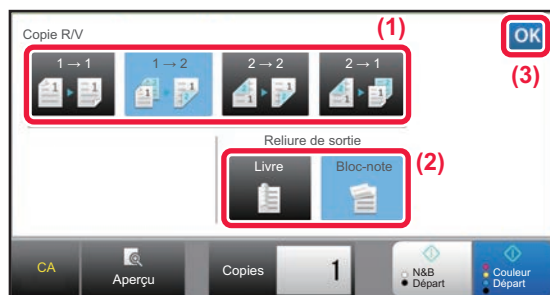 Copie R/V
(1)
OK
(3)
1 → 1
1 → 2
2 → 2
2 → 1
Reliure de sortie
Livre
Bloc-note
(2)
CA
Aperçu
Copies
1
N&B
Départ
Couleur
Départ